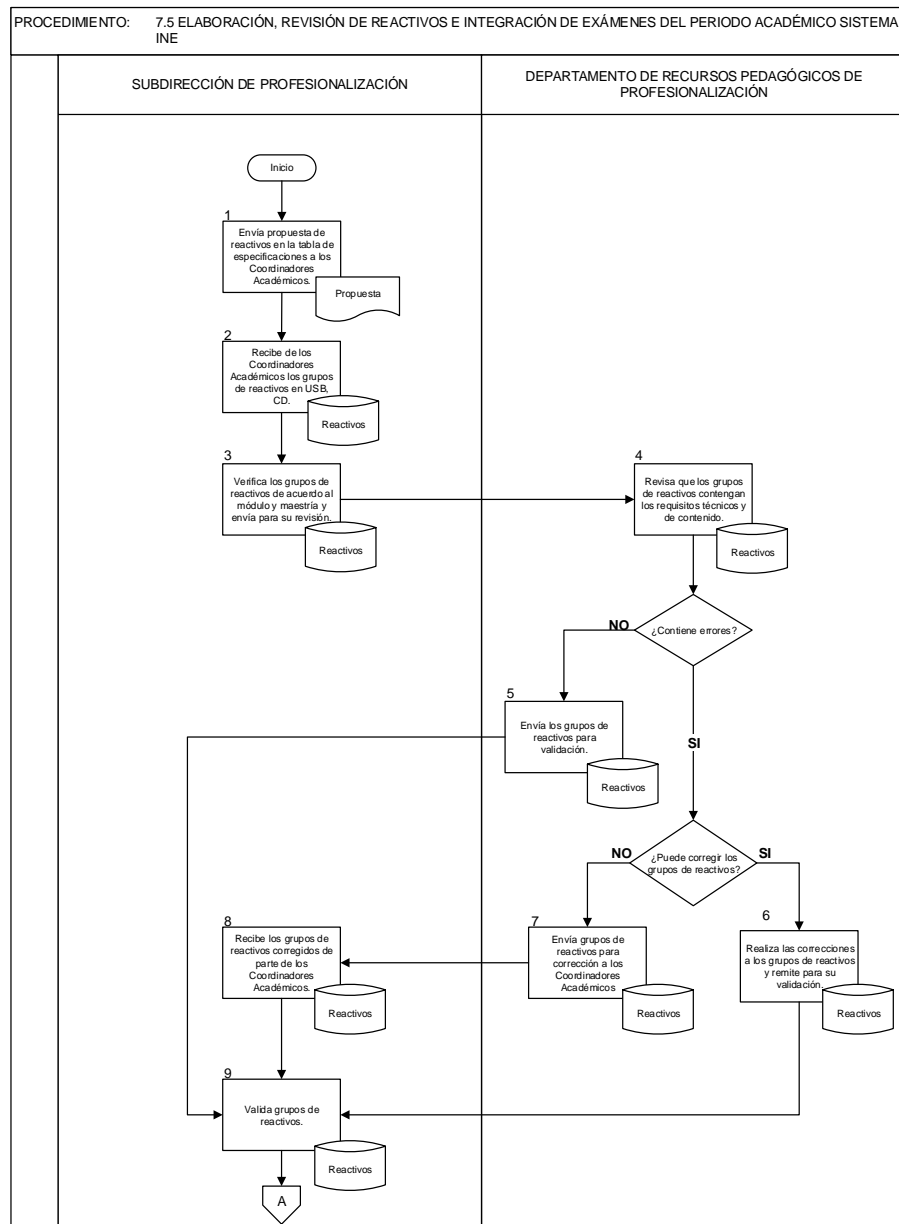 PROCEDIMIENTO: 7.5 ELABORACIÓN, REVISIÓN DE REACTIVOS E INTEGRACIÓN DE EXÁMENES DEL PERIODO ACADÉMICO SISTEMA
INE
SUBDIRECCIÓN DE PROFESIONALIZACIÓN
DEPARTAMENTO DE RECURSOS PEDAGÓGICOS DE
PROFESIONALIZACIÓN
Inicio
1
Envía propuesta de
reactivos en la tabla de
especificaciones a los
Coordinadores
Académicos.
Propuesta
2
Recibe de los
Coordinadores
Académicos los grupos
de reactivos en USB,
CD.
Reactivos
3
Verifica los grupos de
reactivos de acuerdo al
módulo y maestría y
envía para su revisión.
Reactivos
4
Revisa que los grupos
de reactivos contengan
los requisitos técnicos y
de contenido.
Reactivos
¿Contiene errores?
NO
5
Envía los grupos de
reactivos para
validación.
Reactivos
SI
¿Puede corregir los
grupos de reactivos?
NO
SI
6
Realiza las correcciones
a los grupos de reactivos
y remite para su
validación.
Reactivos
7
Envía grupos de
reactivos para
corrección a los
Coordinadores
Académicos
Reactivos
8
Recibe los grupos de
reactivos corregidos de
parte de los
Coordinadores
Académicos.
Reactivos
9
Valida grupos de
reactivos.
Reactivos
A